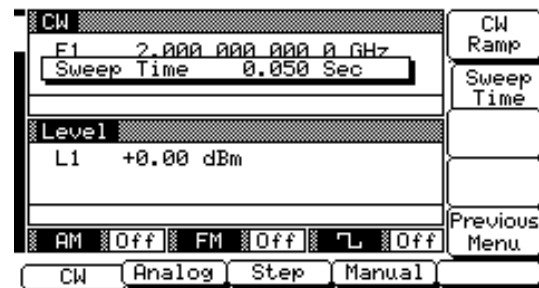 CW
F1 2.000 000 000 0 GHz
Sweep Time 0.050 Sec
Level
L1 +0.00 dBm
AM Off FM Off Off
CW Analog Step Manual
CW
Ramp
Sweep
Time
Previous
Menu